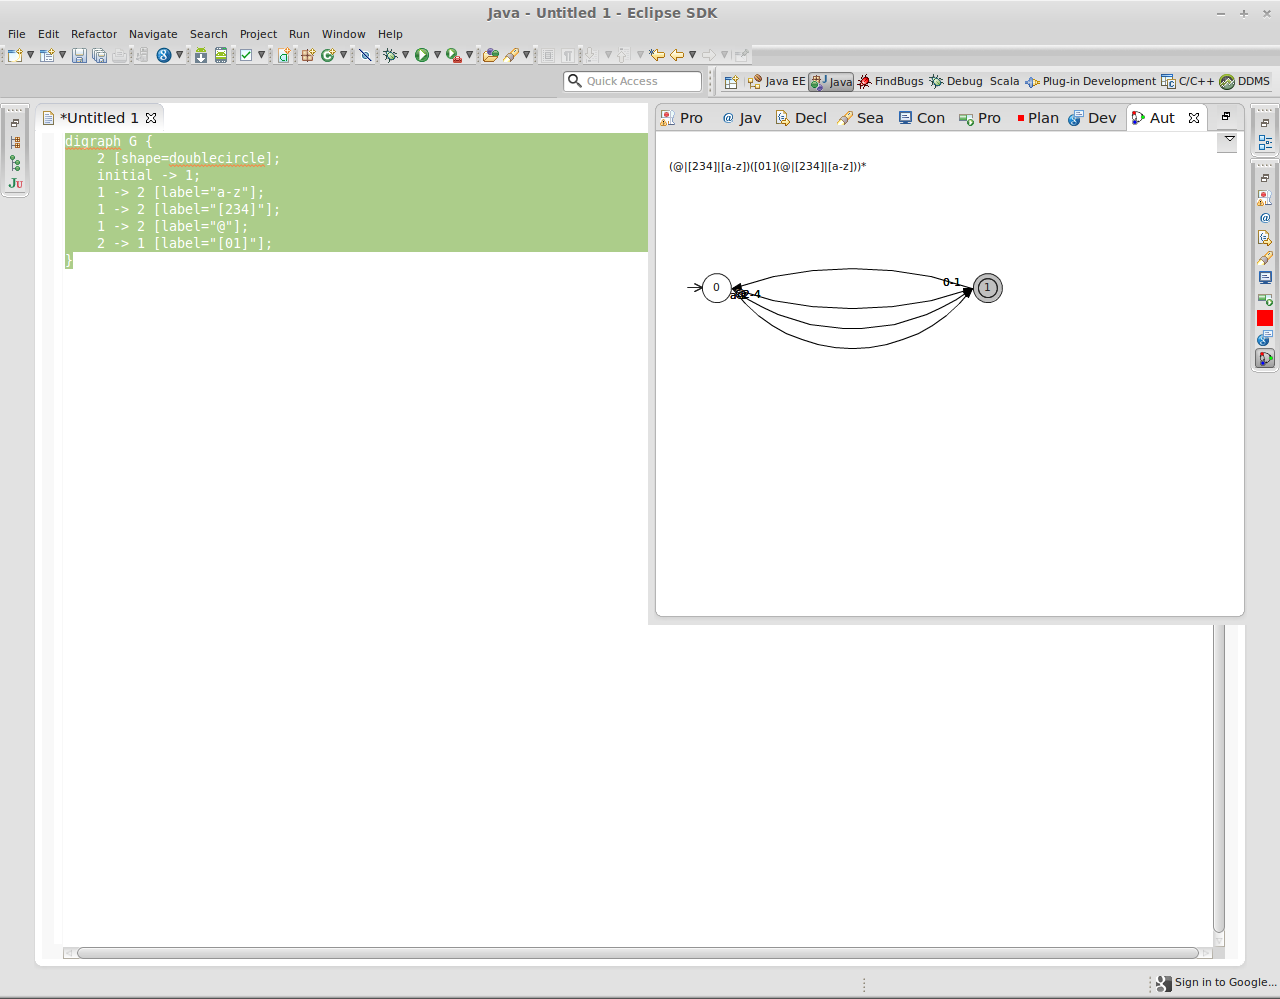 Java - Untitled 1 - Eclipse SDK
File Edit Refactor Navigate Search Project Run Window Help
Quick Access
Java EE Java FindBugs Debug Scala Plug-in Development C/C++ DDMS
*Untitled 1
Pro @ Jav Decl Sea Con Pro Plan Dev Aut
digraph G {
    2 [shape=doublecircle];
    initial -> 1;
    1 -> 2 [label="a-z"];
    1 -> 2 [label="[234]"];
    1 -> 2 [label="@"];
    2 -> 1 [label="[01]"];
}
(@|[234]|[a-z])([01](@|[234]|[a-z]))*
0-1
0
1
JU
@
Sign in to Google...